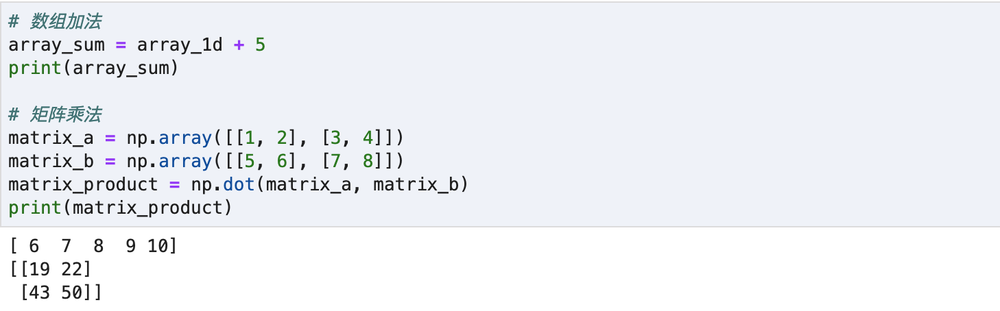 # 数组加法
array_sum = array_1d + 5
print(array_sum)

# 矩阵乘法
matrix_a = np.array([[1, 2], [3, 4]])
matrix_b = np.array([[5, 6], [7, 8]])
matrix_product = np.dot(matrix_a, matrix_b)
print(matrix_product)
[ 6  7  8  9 10]
[[19 22]
 [43 50]]